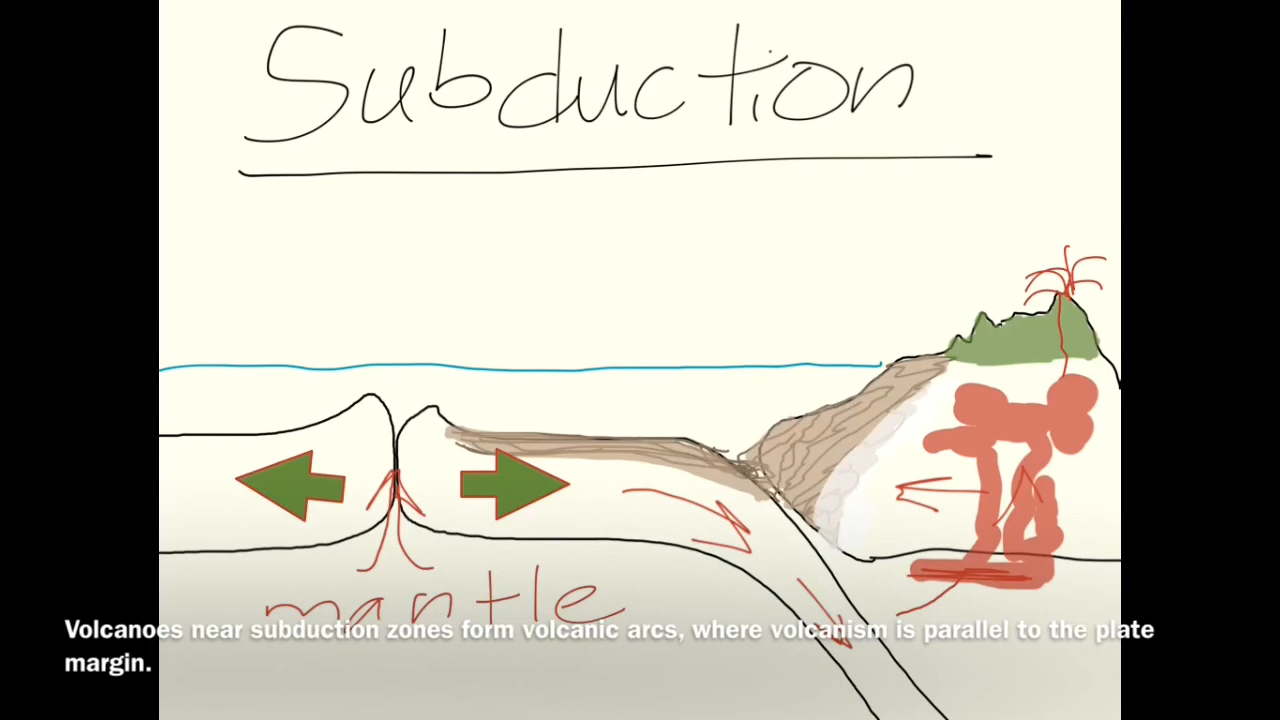 Subduction
mantle
Volcanoes near subduction zones form volcanic arcs, where volcanism is parallel to the plate
margin.